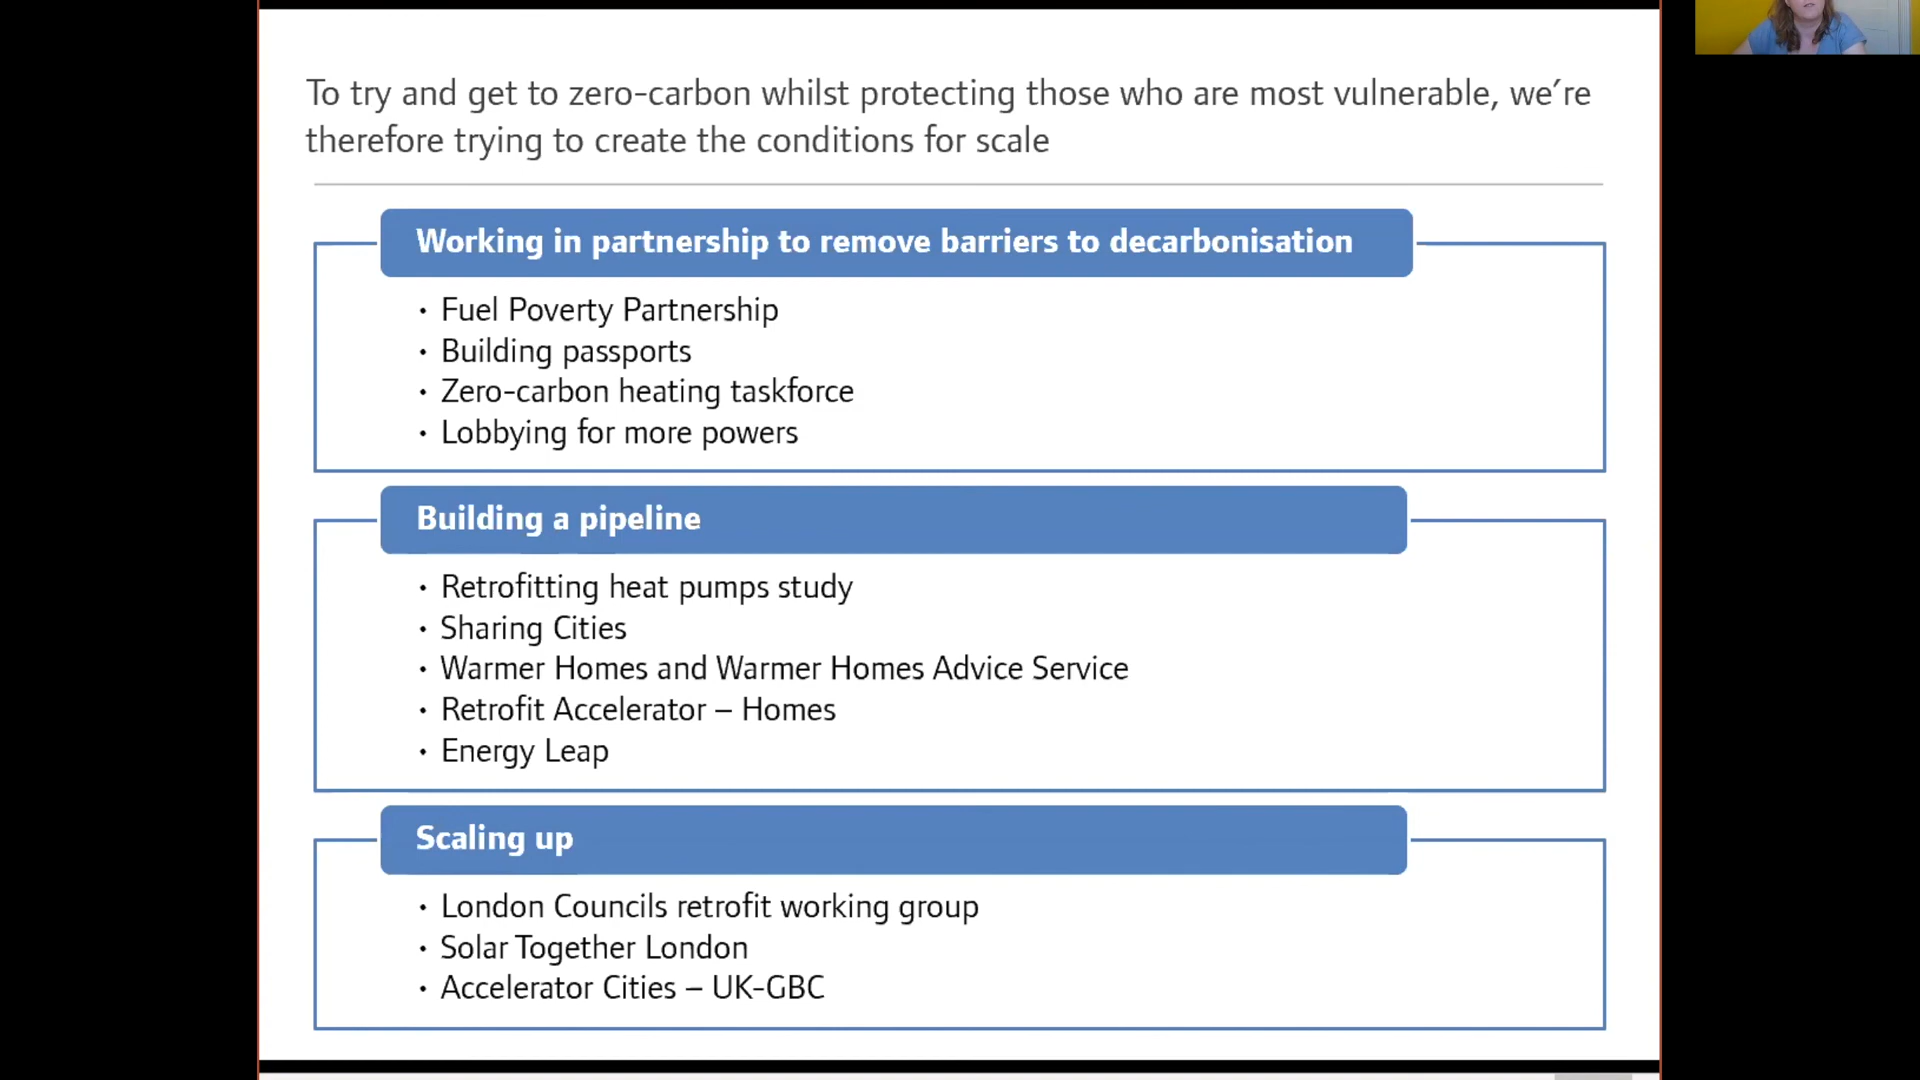 To try and get to zero-carbon whilst protecting those who are most vulnerable, we're
therefore trying to create the conditions for scale
Working in partnership to remove barriers to decarbonisation
• Fuel Poverty Partnership
• Building passports
• Zero-carbon heating taskforce
• Lobbying for more powers
Building a pipeline
• Retrofitting heat pumps study
• Sharing Cities
• Warmer Homes and Warmer Homes Advice Service
• Retrofit Accelerator – Homes
• Energy Leap
Scaling up
• London Councils retrofit working group
• Solar Together London
• Accelerator Cities – UK-GBC